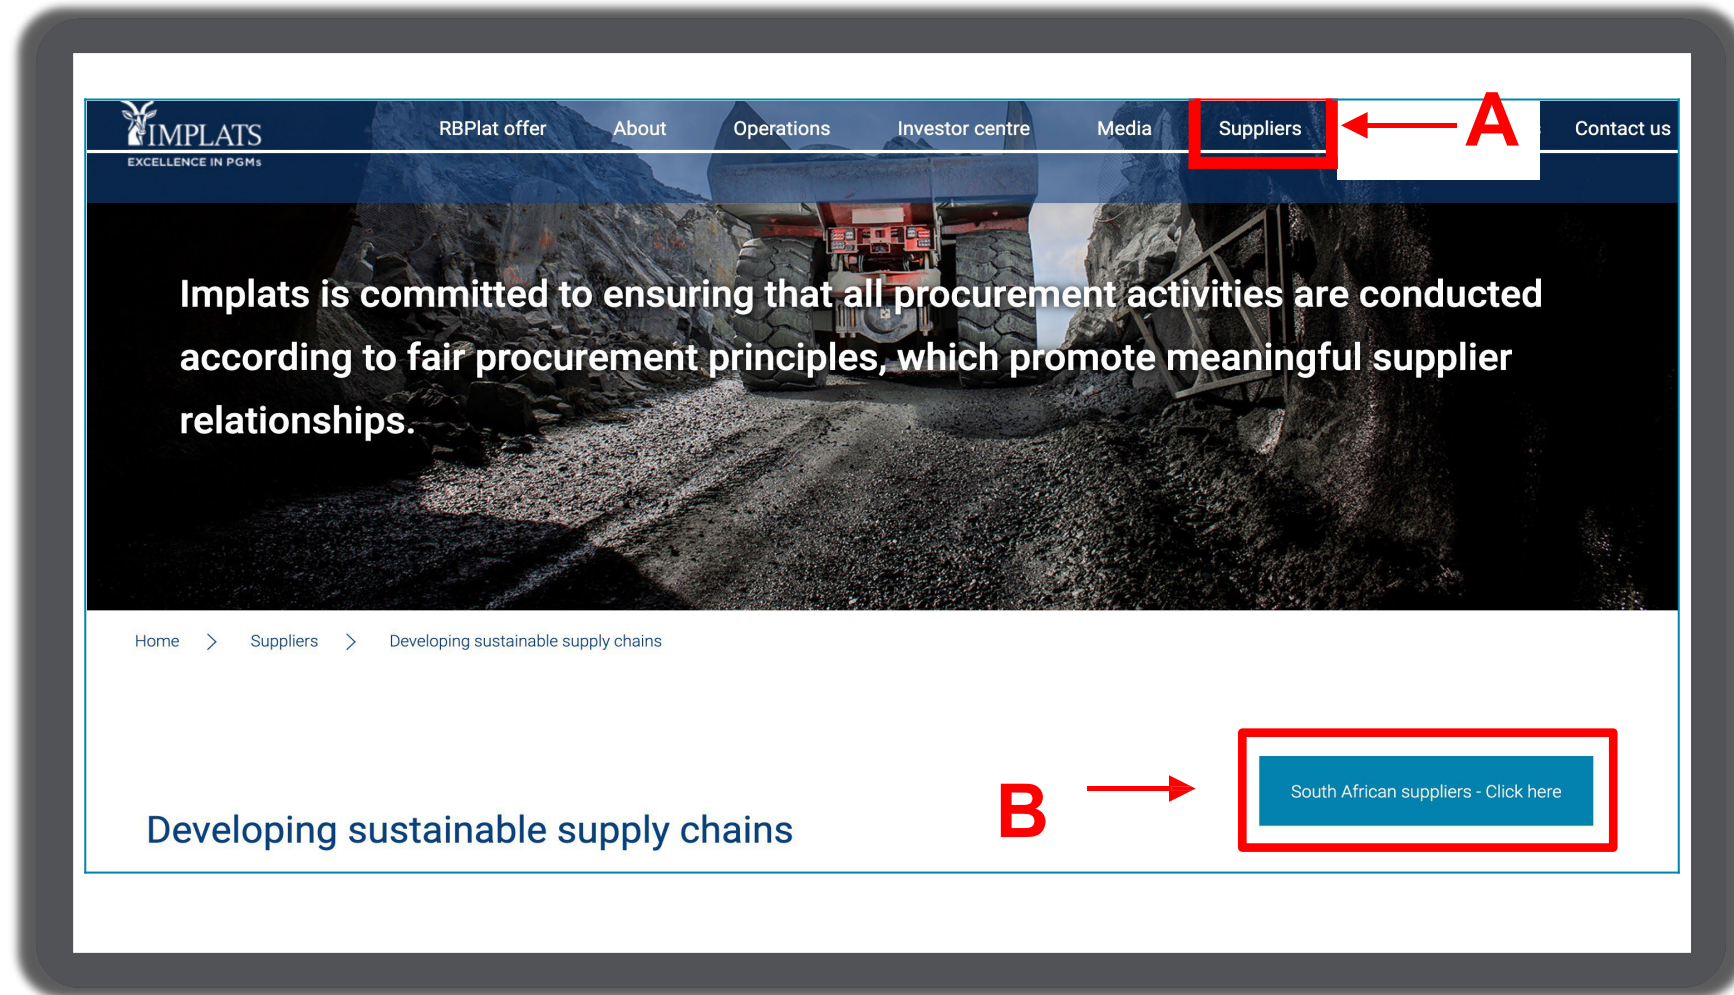 IMPLATS
EXCELLENCE IN PGMs
RBPlat offer About Operations Investor centre Media Suppliers A Contact us
Implats is committed to ensuring that all procurement activities are conducted
according to fair procurement principles, which promote meaningful supplier
relationships.
Home > Suppliers > Developing sustainable supply chains
B South African suppliers - Click here
Developing sustainable supply chains